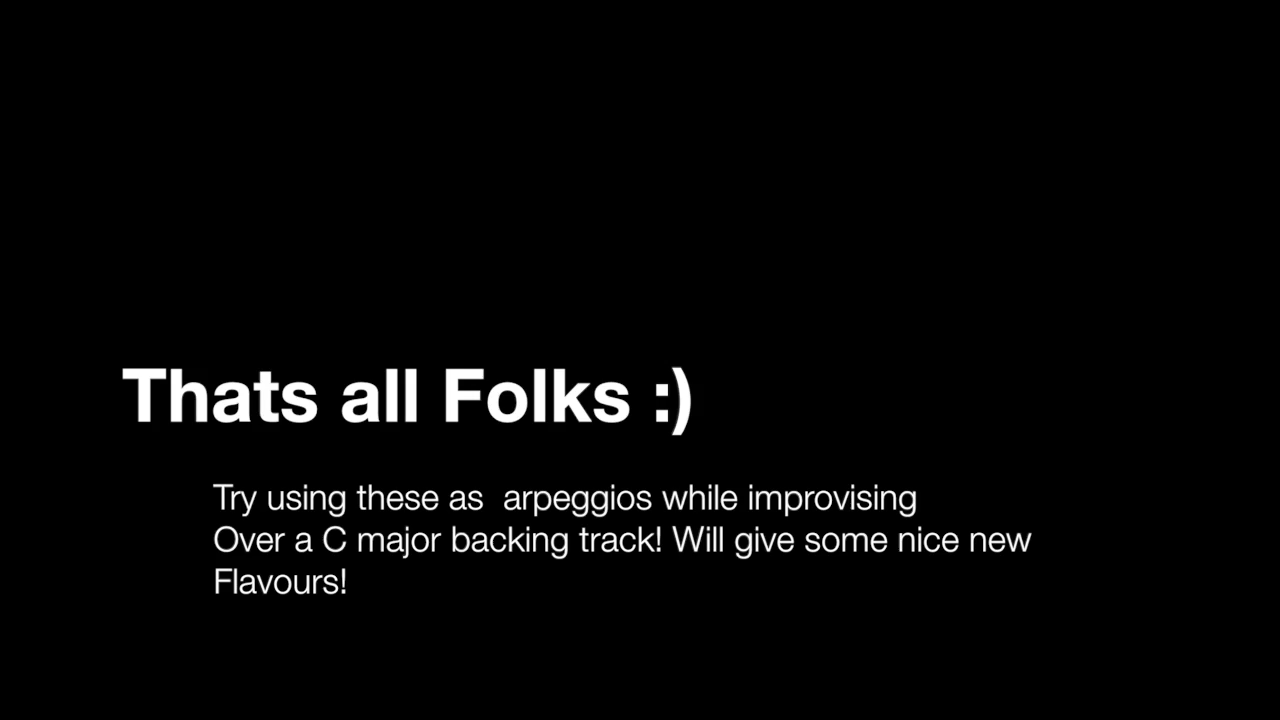 Thats all Folks :)
Try using these as  arpeggios while improvising
Over a C major backing track! Will give some nice new
Flavours!